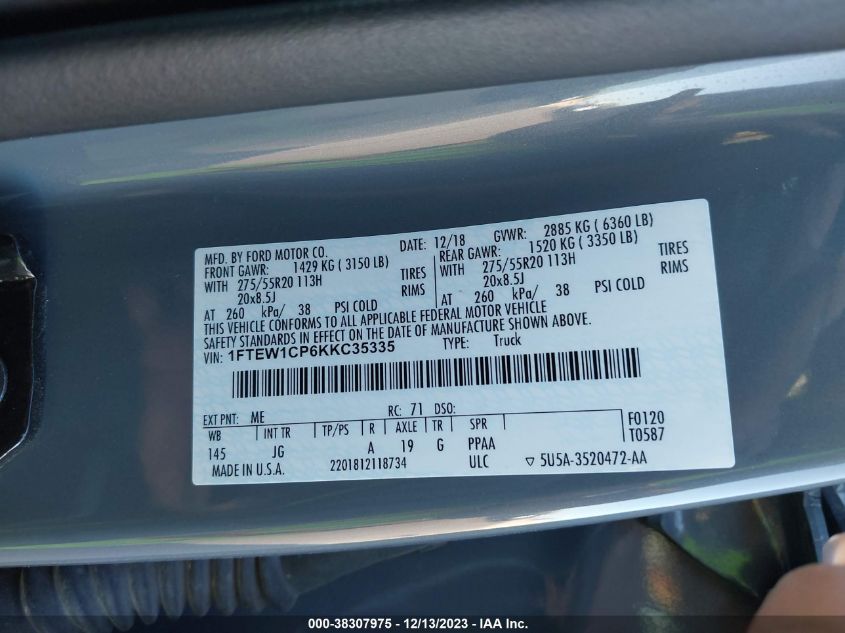 MFD. BY FORD MOTOR CO. DATE: 12/18 GVWR: 2885 KG ( 6360 LB)
FRONT GAWR: 1429 KG ( 3150 LB) REAR GAWR: 1520 KG ( 3350 LB)
WITH 275/55R20 113H TIRES WITH 275/55R20 113H TIRES
20x8.5J RIMS 20x8.5J RIMS
AT 260 kPa/ 38 PSI COLD AT 260 kPa/ 38 PSI COLD
THIS VEHICLE CONFORMS TO ALL APPLICABLE FEDERAL MOTOR VEHICLE
SAFETY STANDARDS IN EFFECT ON THE DATE OF MANUFACTURE SHOWN ABOVE.
VIN: 1FTEW1CP6KKC35335 TYPE: Truck
EXT PNT: ME RC: 71 DSO:
WB INT TR TP/PS R AXLE TR SPR F0120
145 JG A 19 G PPAA T0587
MADE IN U.S.A. 2201812118734 ULC ▽ 5U5A-3520472-AA
000-38307975 - 12/13/2023 - IAA Inc.